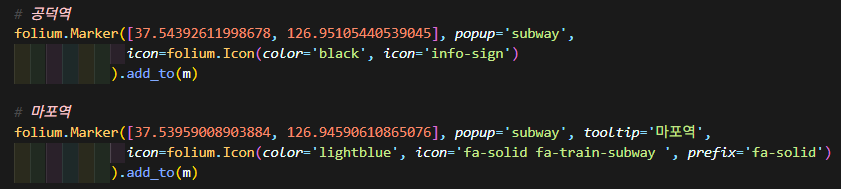 # 공덕역
folium.Marker([37.54392611998678, 126.95105440539045], popup='subway',
icon=folium.Icon(color='black', icon='info-sign')
).add_to(m)
# 마포역
folium.Marker([37.53959008903884, 126.94590610865076], popup='subway', tooltip='마포역',
icon=folium.Icon(color='lightblue', icon='fa-solid fa-train-subway ', prefix='fa-solid')
).add_to(m)